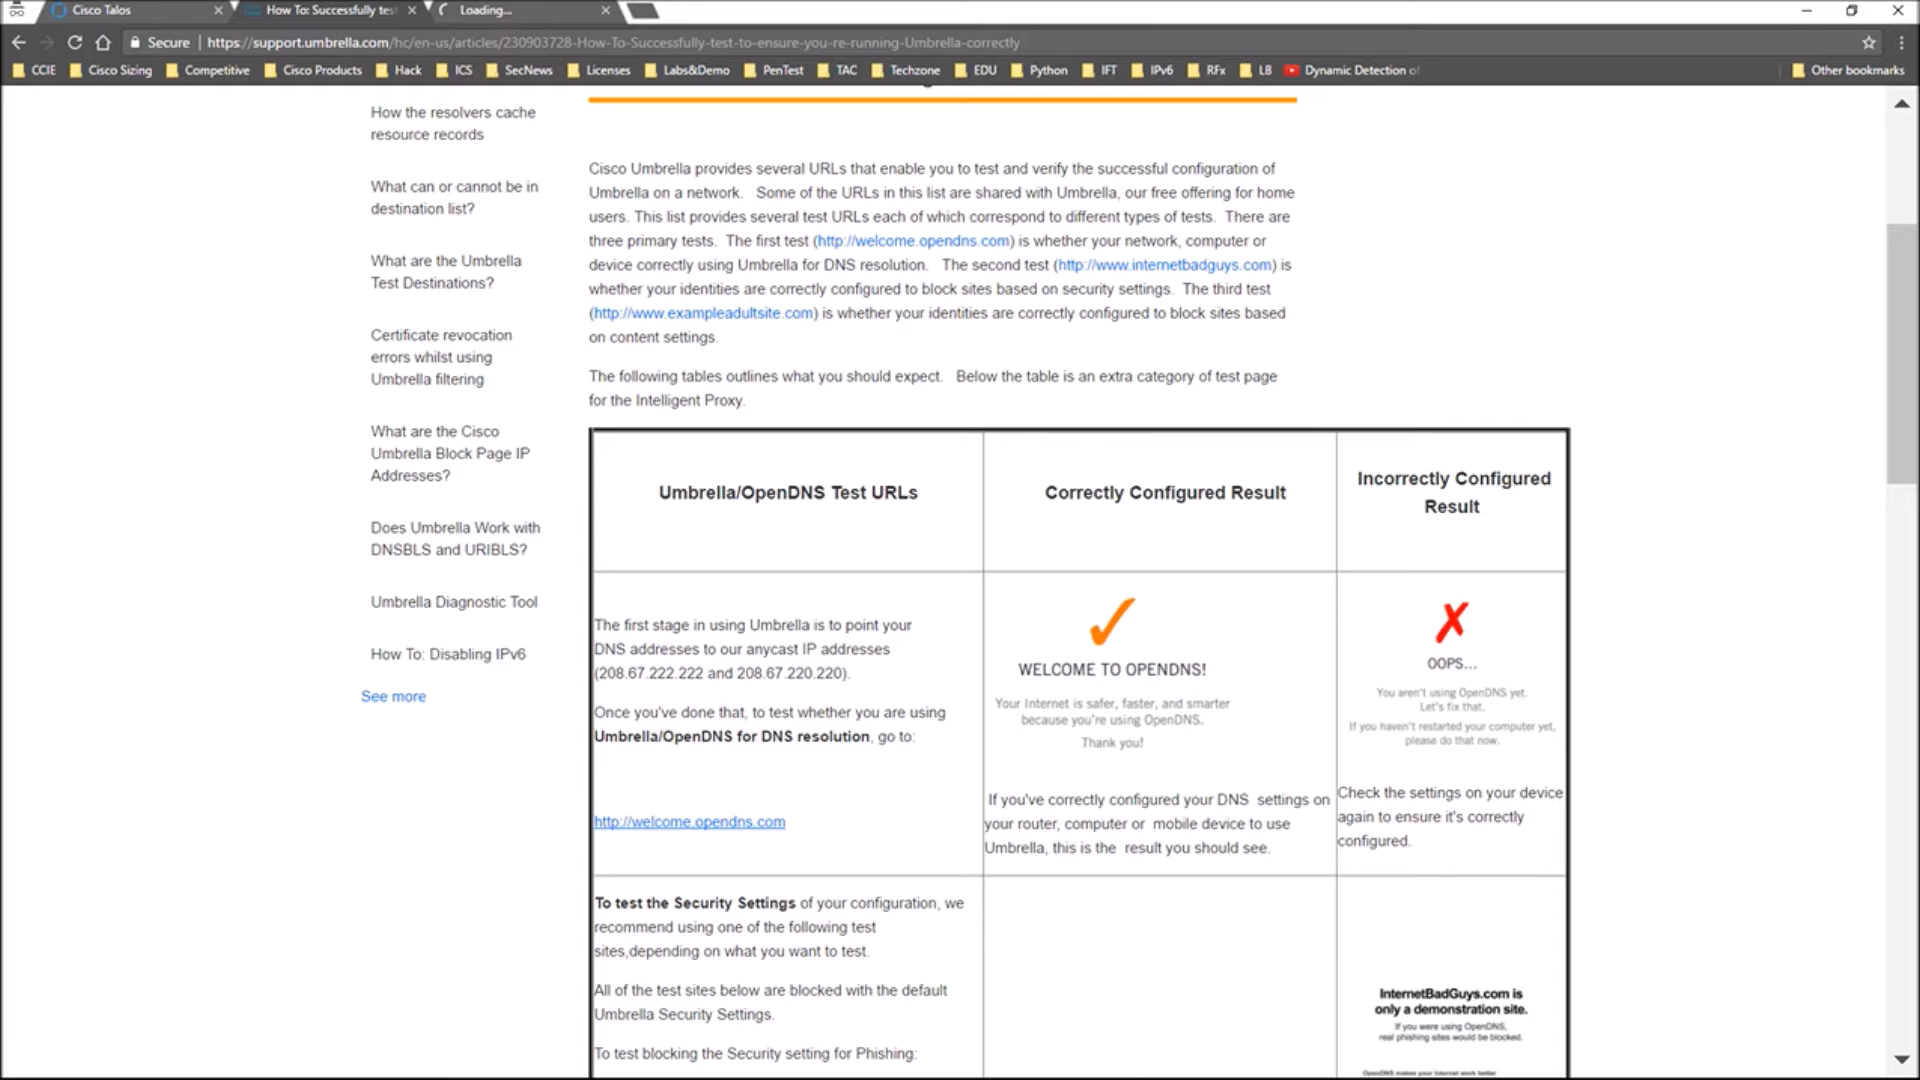 Cisco Talos
How To: Successfully tes
Loading...
Secure
https://support.umbrella.com/hc/en-us/articles/230903728-How-To-Successfully-test-to-ensure-you-re-running-Umbrella-correctly
CCIE Cisco Sizing Competitive Cisco Products Hack ICS SecNews Licenses Labs&Demo PenTest TAC Techzone EDU Python IFT IPv6 RFx LB Dynamic Detection of Other bookmarks
How the resolvers cache
resource records
What can or cannot be in
destination list?
What are the Umbrella
Test Destinations?
Certificate revocation
errors whilst using
Umbrella filtering
What are the Cisco
Umbrella Block Page IP
Addresses?
Does Umbrella Work with
DNSBLS and URIBLS?
Umbrella Diagnostic Tool
How To: Disabling IPv6
See more
Cisco Umbrella provides several URLs that enable you to test and verify the successful configuration of
Umbrella on a network. Some of the URLs in this list are shared with Umbrella, our free offering for home
users. This list provides several test URLs each of which correspond to different types of tests. There are
three primary tests. The first test (http://welcome.opendns.com) is whether your network, computer or
device correctly using Umbrella for DNS resolution. The second test (http://www.internetbadguys.com) is
whether your identities are correctly configured to block sites based on security settings. The third test
(http://www.exampleadultsite.com) is whether your identities are correctly configured to block sites based
on content settings.
The following tables outlines what you should expect. Below the table is an extra category of test page
for the Intelligent Proxy.
Umbrella/OpenDNS Test URLs
Correctly Configured Result
Incorrectly Configured
Result
The first stage in using Umbrella is to point your
DNS addresses to our anycast IP addresses
(208.67.222.222 and 208.67.220.220).
Once you've done that, to test whether you are using
Umbrella/OpenDNS for DNS resolution, go to:
http://welcome.opendns.com
WELCOME TO OPENDNS!
Your Internet is safer, faster, and smarter
because you're using OpenDNS.
Thank you!
If you've correctly configured your DNS settings on
your router, computer or mobile device to use
Umbrella, this is the result you should see.
OOPS...
You aren't using OpenDNS yet.
Let's fix that.
If you haven't restarted your computer yet,
please do that now.
Check the settings on your device
again to ensure it's correctly
configured.
To test the Security Settings of your configuration, we
recommend using one of the following test
sites,depending on what you want to test.
All of the test sites below are blocked with the default
Umbrella Security Settings.
To test blocking the Security setting for Phishing:
InternetBadGuys.com is
only a demonstration site.
If you were using OpenDNS,
real phishing sites would be blocked.
OpenDNS makes your internet work better